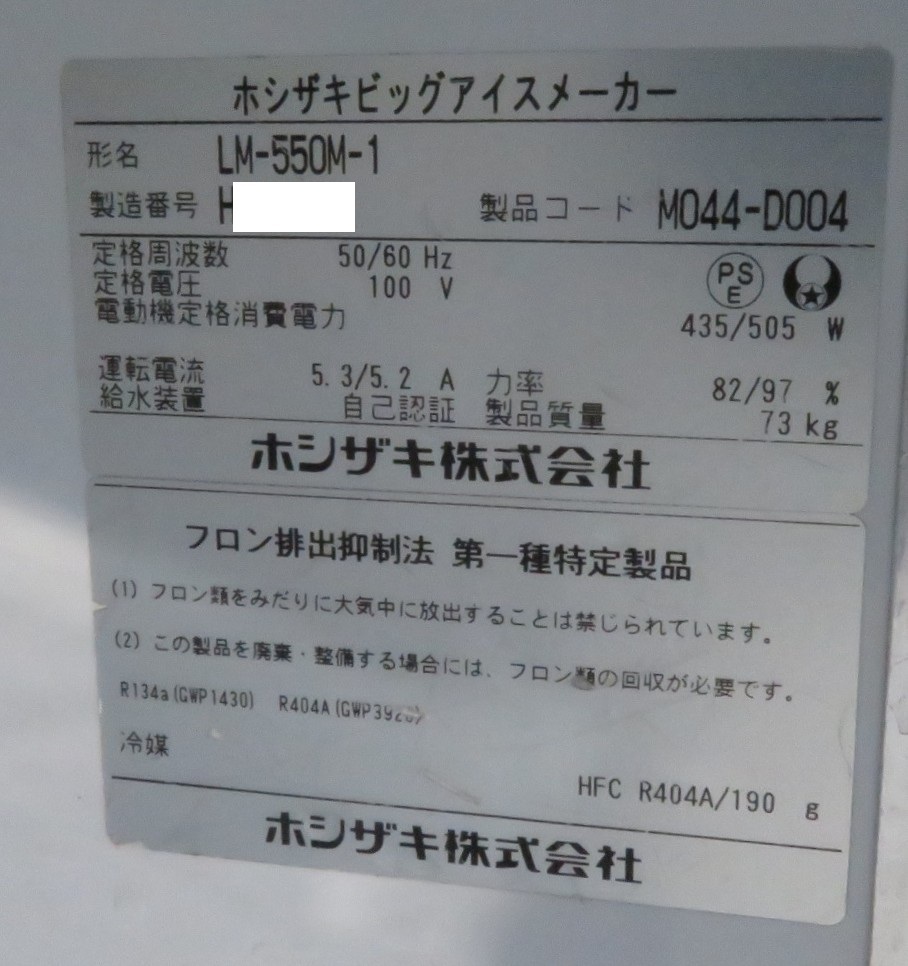 ホシザキビッグアイスメーカー
形名 LM-550M-1
製造番号 H 製品コード M044-D004
定格周波数 50/60 Hz
定格電圧 100 V
PSE
電動機定格消費電力 435/505 W
運転電流 5.3/5.2 A 力率 82/97 %
給水装置 自己認証 製品質量 73 kg
ホシザキ株式会社
フロン排出抑制法 第一種特定製品
(1) フロン類をみだりに大気中に放出することは禁じられています。
(2) この製品を廃棄・整備する場合には、フロン類の回収が必要です。
R134a(GWP1430) R404A(GWP3920)
冷媒
HFC R404A/190 g
ホシザキ株式会社